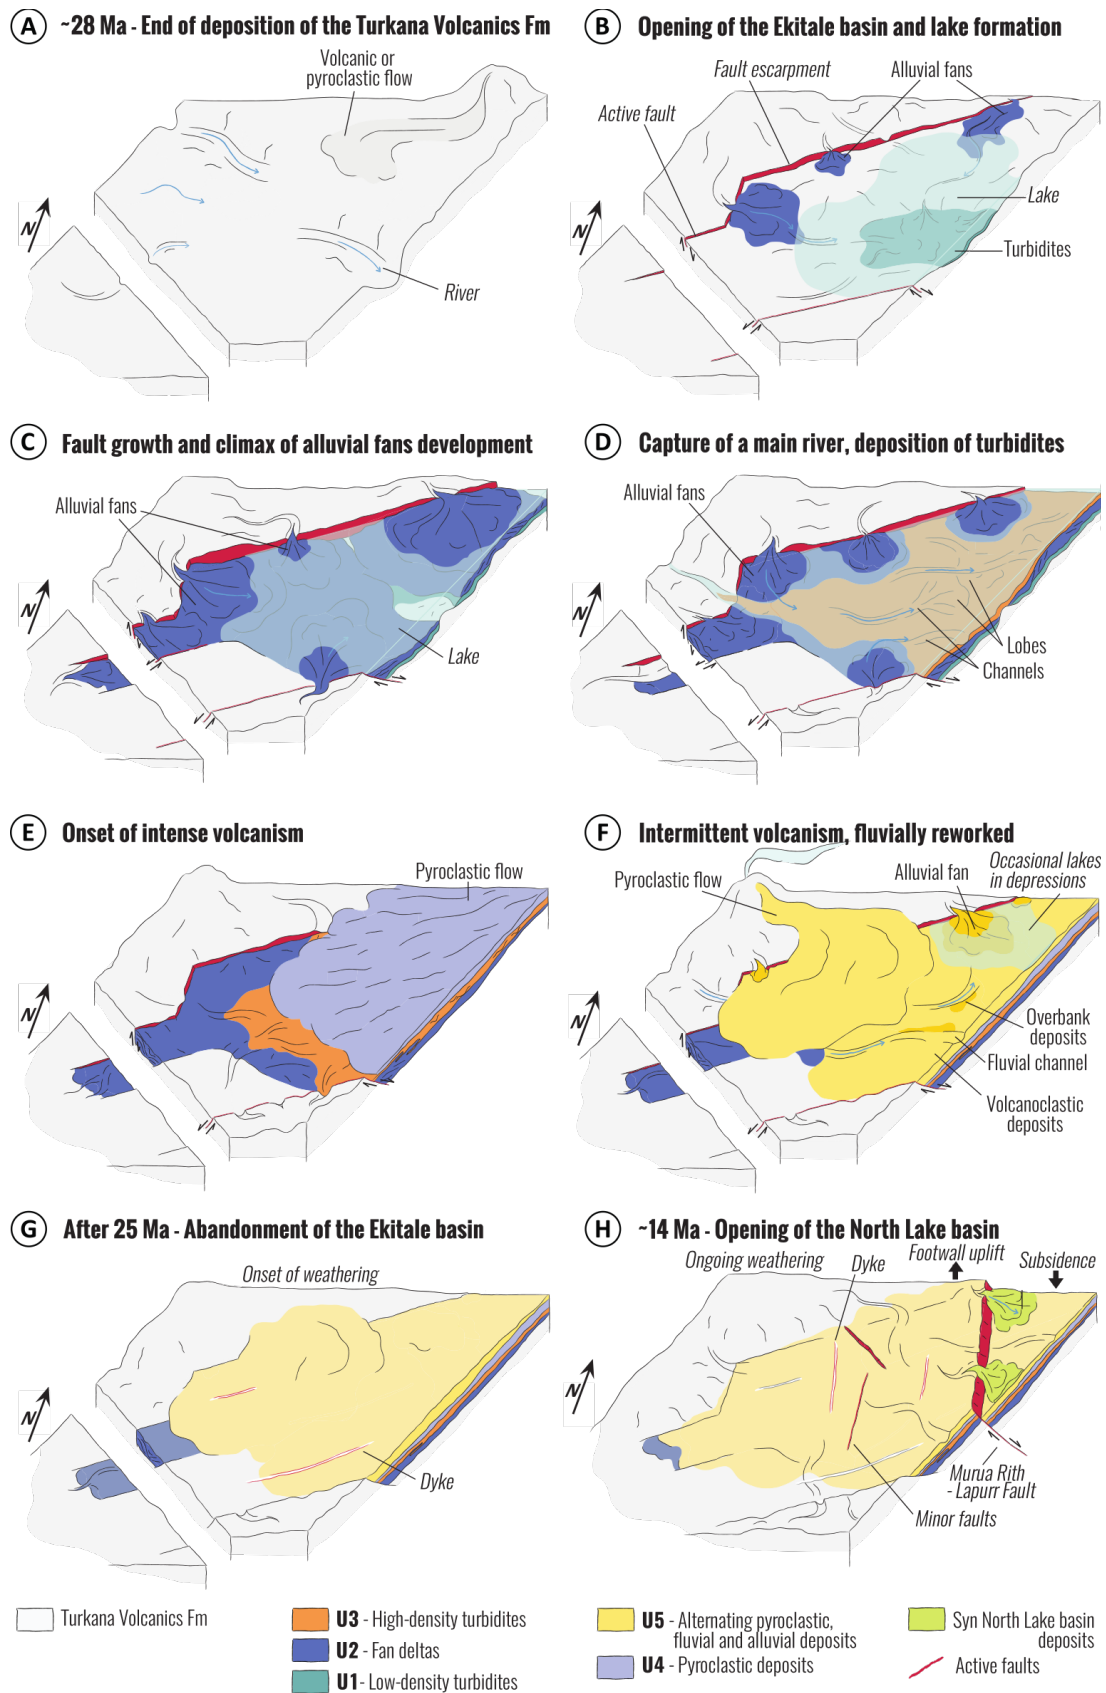 A ~28 Ma - End of deposition of the Turkana Volcanics Fm
Volcanic or
pyroclastic flow
N
River
B Opening of the Ekitale basin and lake formation
Fault escarpment
Alluvial fans
Active fault
Lake
Turbidites
N
C Fault growth and climax of alluvial fans development
Alluvial fans
N
Lake
D Capture of a main river, deposition of turbidites
Alluvial fans
N
Lobes
Channels
E Onset of intense volcanism
Pyroclastic flow
N
F Intermittent volcanism, fluvially reworked
Pyroclastic flow
Alluvial fan
Occasional lakes
in depressions
N
Overbank
deposits
Fluvial channel
Volcanoclastic
deposits
G After 25 Ma - Abandonment of the Ekitale basin
Onset of weathering
N
Dyke
H ~14 Ma - Opening of the North Lake basin
Ongoing weathering
Dyke
Footwall uplift
Subsidence
N
Murua Rith
- Lapurr Fault
Minor faults
Turkana Volcanics Fm
U3 - High-density turbidites
U2 - Fan deltas
U1 - Low-density turbidites
U5 - Alternating pyroclastic,
fluvial and alluvial deposits
U4 - Pyroclastic deposits
Syn North Lake basin
deposits
Active faults